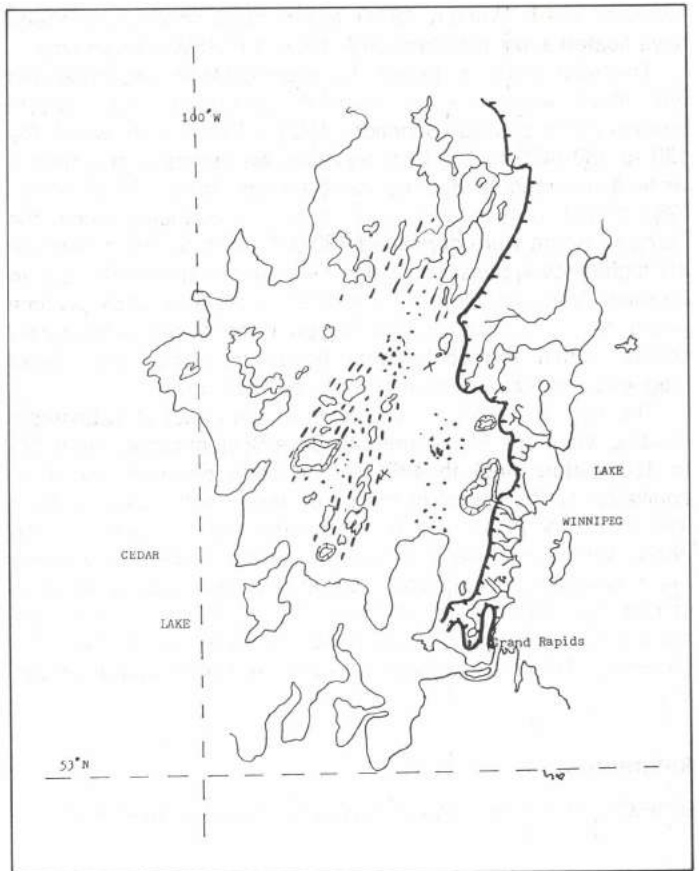 100°W
LAKE
WINNIPEG
CEDAR
LAKE
Grand Rapids
53°N